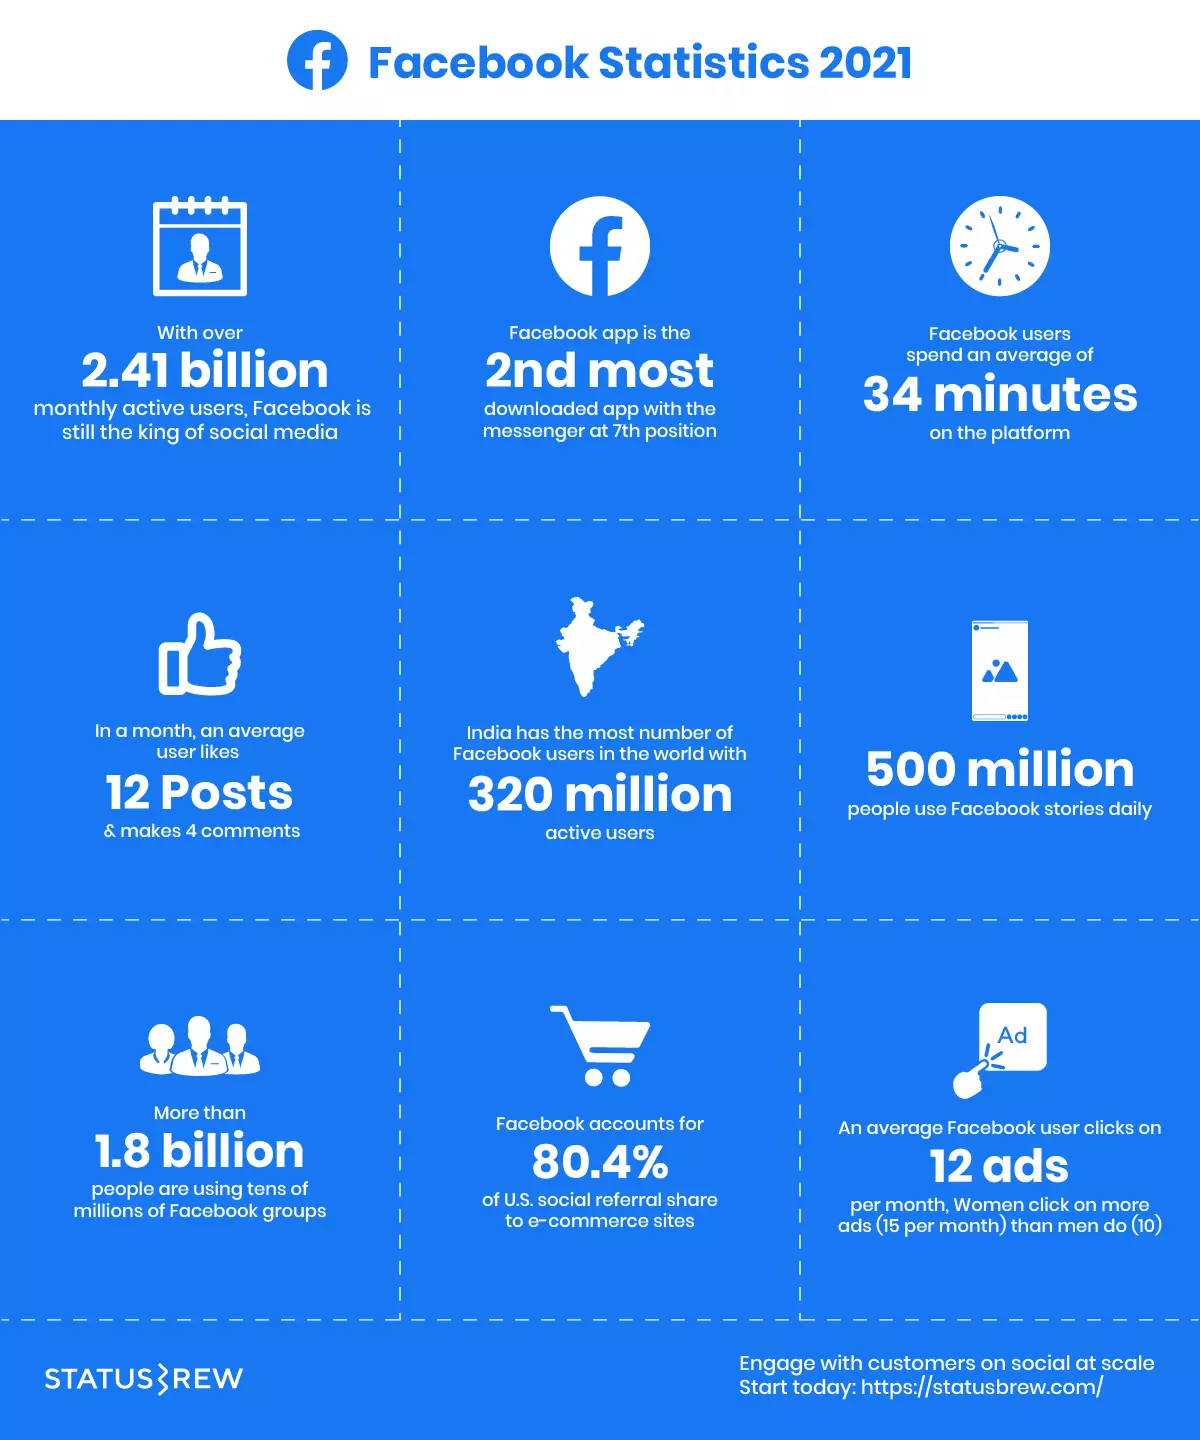 Facebook Statistics 2021
With over
2.41 billion
monthly active users, Facebook is
still the king of social media
Facebook app is the
2nd most
downloaded app with the
messenger at 7th position
Facebook users
spend an average of
34 minutes
on the platform
In a month, an average
user likes
12 Posts
& makes 4 comments
India has the most number of
Facebook users in the world with
320 million
active users
500 million
people use Facebook stories daily
More than
1.8 billion
people are using tens of
millions of Facebook groups
Facebook accounts for
80.4%
of U.S. social referral share
to e-commerce sites
Ad
An average Facebook user clicks on
12 ads
per month, Women click on more
ads (15 per month) than men do (10)
STATUSBREW
Engage with customers on social at scale
Start today: https://statusbrew.com/